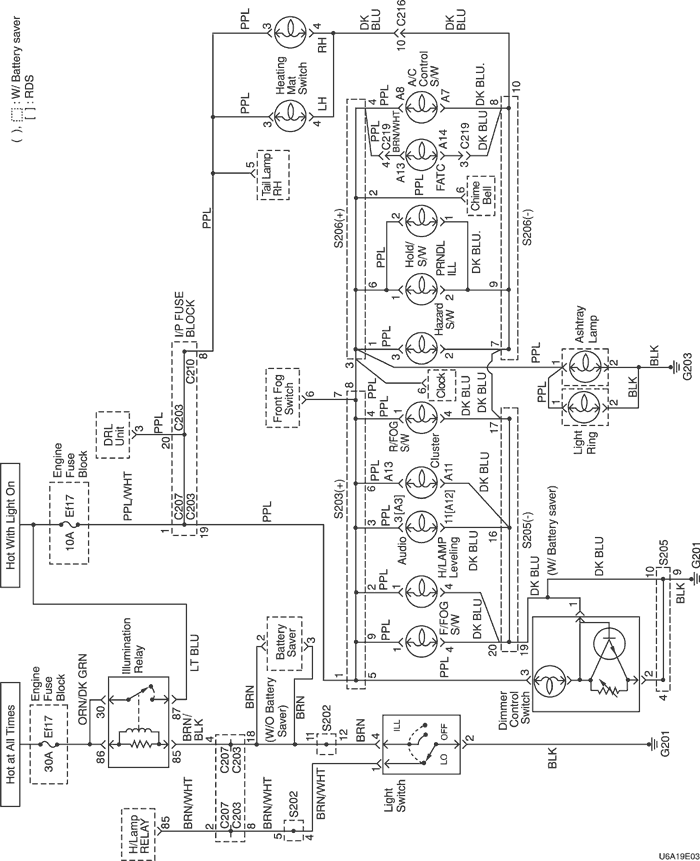 ( ), [ ] : W/ Battery saver
[ ] : RDS
Hot at All Times
Hot With Light On
Engine
Fuse
Block
Ef17
30A
Engine
Fuse
Block
Ef17
10A
ORN/DK GRN
30
86
Illumination
Relay
87
85
LT BLU
BRN/
BLK
H/Lamp
RELAY
85
BRN/WHT
2
4
C207
C203
C207
C203
8
18
BRN/WHT
5
S202
4
BRN/WHT
BRN
(W/O Battery
Saver)
BRN
2
Battery
Saver
3
11
S202
12
BRN
1
4
ILL
OFF
LO
Light
Switch
2
BLK
G201
PPL/WHT
1
C207
C203
19
DRL
Unit
3
PPL
20
C203
C210
8
I/P FUSE
BLOCK
PPL
PPL
Tail Lamp
RH
5
PPL
3
4
RH
Heating
Mat
Switch
PPL
3
4
LH
DK
BLU
10
C216
DK
BLU
Front Fog
Switch
6
7
S203(+)
1
5
9
PPL
1
F/FOG
S/W
4
PPL
DK BLU
20
2
PPL
1
H/LAMP
Leveling
4
DK BLU
3
PPL
3[A3]
Audio
11[A12]
DK BLU
16
6
PPL
A13
Cluster
A11
DK BLU
4
PPL
1
R/FOG
S/W
4
17
8
PPL
3
S205(-)
19
Clock
6
DK BLU
DK BLU
S206(+)
1
PPL
3
Hazard
S/W
2
7
6
PPL
1
PRNDL
ILL
2
9
2
Hold/
S/W
1
DK BLU.
2
PPL
6
Chime
Bell
4
PPL
A8
A/C
Control
S/W
A7
8
DK BLU.
PPL
4
C219
BRN/WHT
A13
FATC
A14
3
C219
DK BLU
10
S206(-)
PPL
PPL
1
1
Ashtray
Lamp
Light
Ring
2
2
BLK
BLK
G203
DK BLU
(W/ Battery saver)
DK BLU
1
3
Dimmer
Control
Switch
2
4
10
S205
9
BLK
G201
U6A19E03